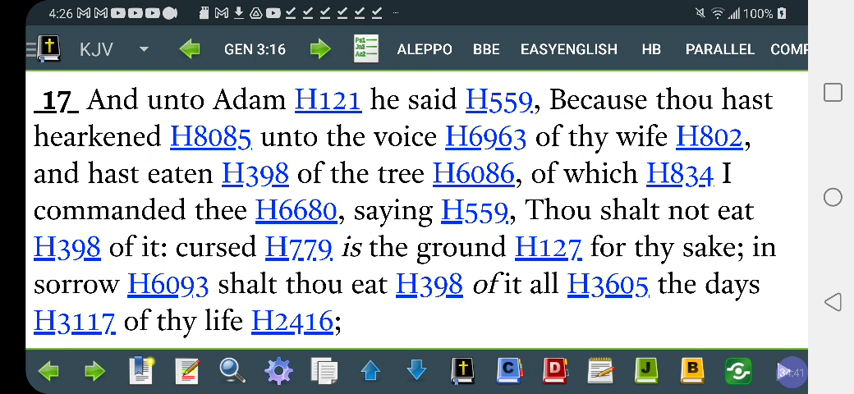 4:26 100%
KJV GEN 3:16 ALEPPO BBE EASYENGLISH HB PARALLEL COMP
17 And unto Adam H121 he said H559, Because thou hast
hearkened H8085 unto the voice H6963 of thy wife H802,
and hast eaten H398 of the tree H6086, of which H834 I
commanded thee H6680, saying H559, Thou shalt not eat
H398 of it: cursed H779 is the ground H127 for thy sake; in
sorrow H6093 shalt thou eat H398 of it all H3605 the days
H3117 of thy life H2416;
C D J B